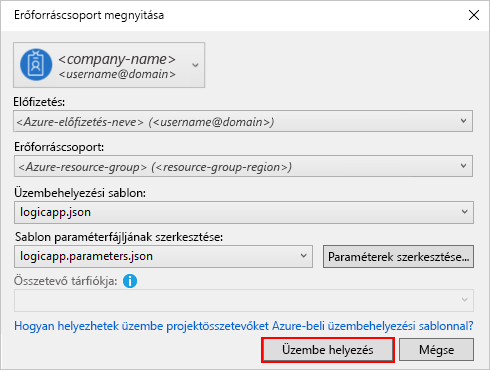 Erőforráscsoport megnyitása
<company-name>
<username@domain>
Előfizetés:
<Azure-előfizetés-neve> (<username@domain>)
Erőforráscsoport:
<Azure-resource-group> (<resource-group-region>)
Üzembehelyezési sablon:
logicapp.json
Sablon paraméterfájljának szerkesztése:
logicapp.parameters.json Paraméterek szerkesztése...
Összetevő tárfiókja:
Hogyan helyezhetek üzembe projektösszetevőket Azure-beli üzembehelyezési sablonnal?
Üzembe helyezés Mégse